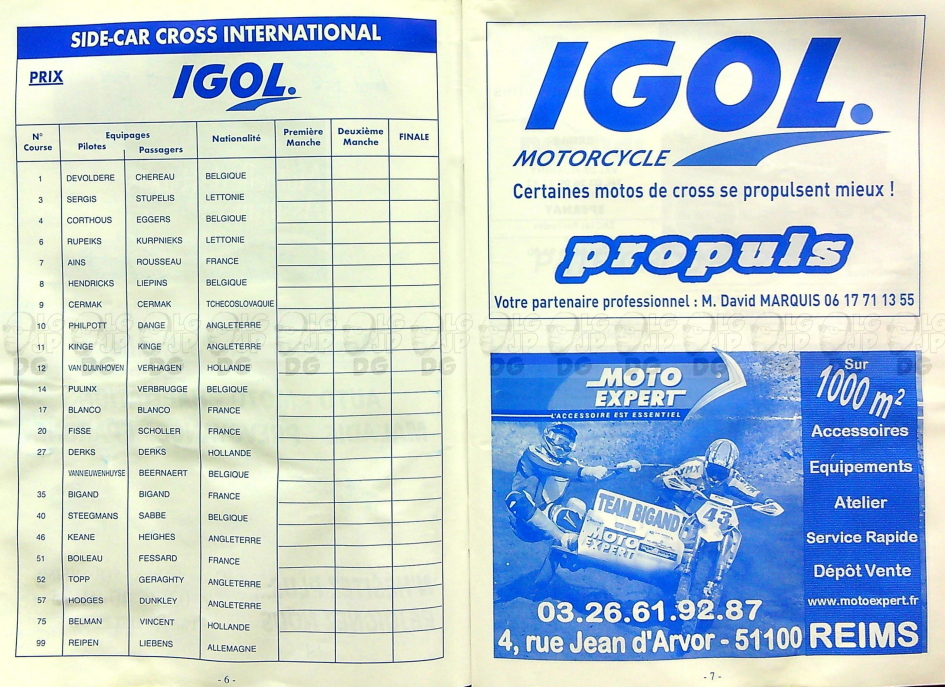 SIDE-CAR CROSS INTERNATIONAL
PRIX
IGOL.
N° Course Equipages Pilotes Passagers Nationalité Première Manche Deuxième Manche FINALE
1 DEVOLDERE CHEREAU BELGIQUE
3 SERGIS STUPELIS LETTONIE
4 CORTHOUS EGGERS BELGIQUE
6 RUPEIKS KURPNIEKS LETTONIE
7 AINS ROUSSEAU FRANCE
8 HENDRICKS LIEPINS BELGIQUE
9 CERMAK CERMAK TCHECOSLOVAQUIE
10 PHILPOTT DANGE ANGLETERRE
11 KINGE KINGE ANGLETERRE
12 VAN DUIJNHOVEN VERHAGEN HOLLANDE
14 PULINX VERBRUGGE BELGIQUE
17 BLANCO BLANCO FRANCE
20 FISSE SCHOLLER FRANCE
27 DERKS DERKS HOLLANDE
VANNIEUWENHUYSE BEERNAERT BELGIQUE
35 BIGAND BIGAND FRANCE
40 STEEGMANS SABBE BELGIQUE
46 KEANE HEIGHES ANGLETERRE
51 BOILEAU FESSARD FRANCE
52 TOPP GERAGHTY ANGLETERRE
57 HODGES DUNKLEY ANGLETERRE
75 BELMAN VINCENT HOLLANDE
99 REIPEN LIEBENS ALLEMAGNE
- 6 -
IGOL.
MOTORCYCLE
Certaines motos de cross se propulsent mieux !
propuls
Votre partenaire professionnel : M. David MARQUIS 06 17 71 13 55
MOTO
EXPERT
L'ACCESSOIRE EST ESSENTIEL
TEAM BIGAND
MOTO
EXPERT
43
Sur
1000 m²
Accessoires
Equipements
Atelier
Service Rapide
Dépôt Vente
www.motoexpert.fr
03.26.61.92.87
4, rue Jean d'Arvor - 51100 REIMS
- 7 -